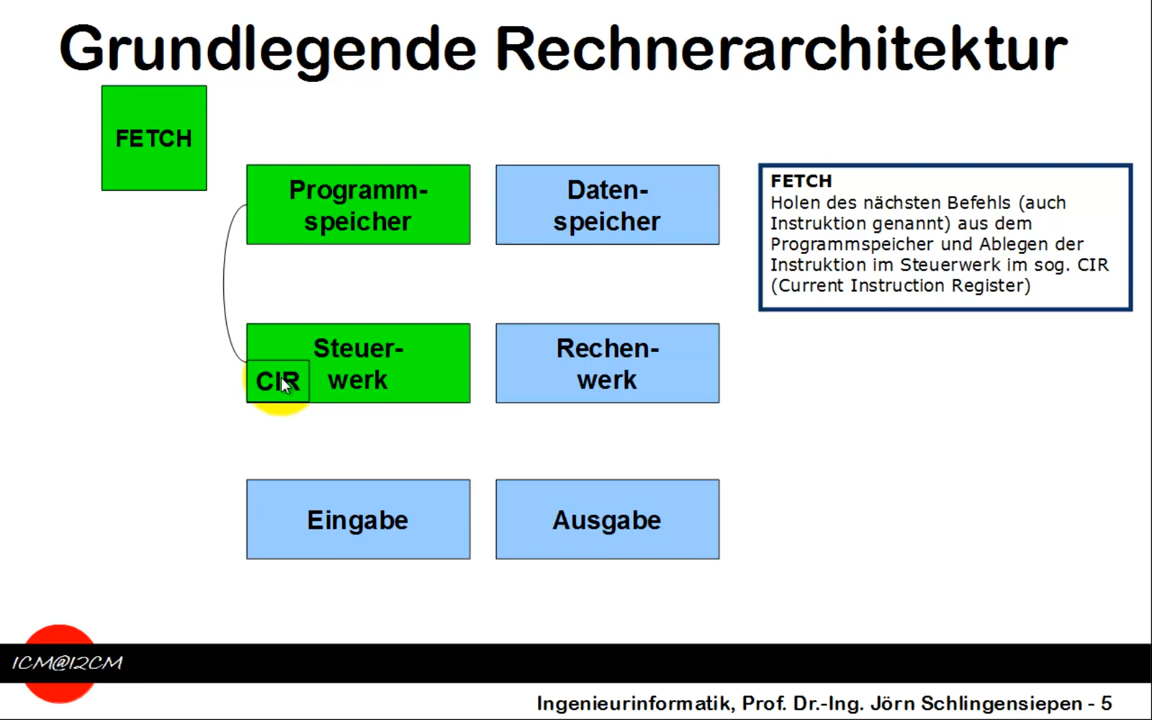 Grundlegende Rechnerarchitektur
FETCH
Programm-
speicher
Daten-
speicher
FETCH
Holen des nächsten Befehls (auch
Instruktion genannt) aus dem
Programmspeicher und Ablegen der
Instruktion im Steuerwerk im sog. CIR
(Current Instruction Register)
Steuer-
werk
CIR
Rechen-
werk
Eingabe
Ausgabe
1CM@12CM
Ingenieurinformatik, Prof. Dr.-Ing. Jörn Schlingensiepen - 5